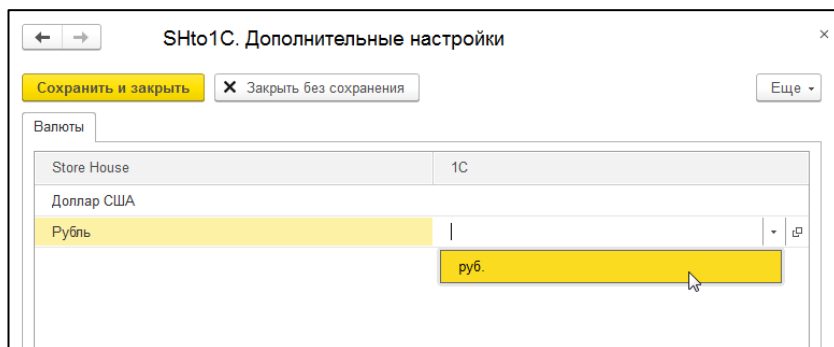 SHto1C. Дополнительные настройки
Сохранить и закрыть Закрыть без сохранения Еще
Валюты
Store House 1С
Доллар США
Рубль
руб.